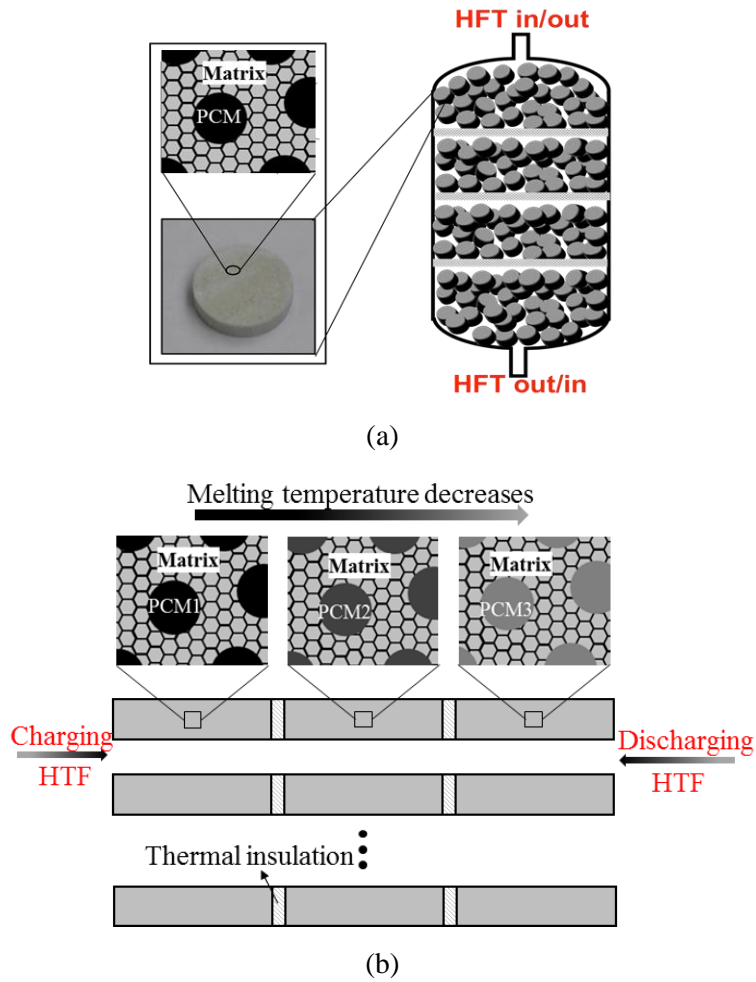 HFT in/out
Matrix
PCM
HFT out/in
(a)
Melting temperature decreases
Matrix Matrix Matrix
PCM1 PCM2 PCM3
Charging Discharging
HTF HTF
Thermal insulation
(b)